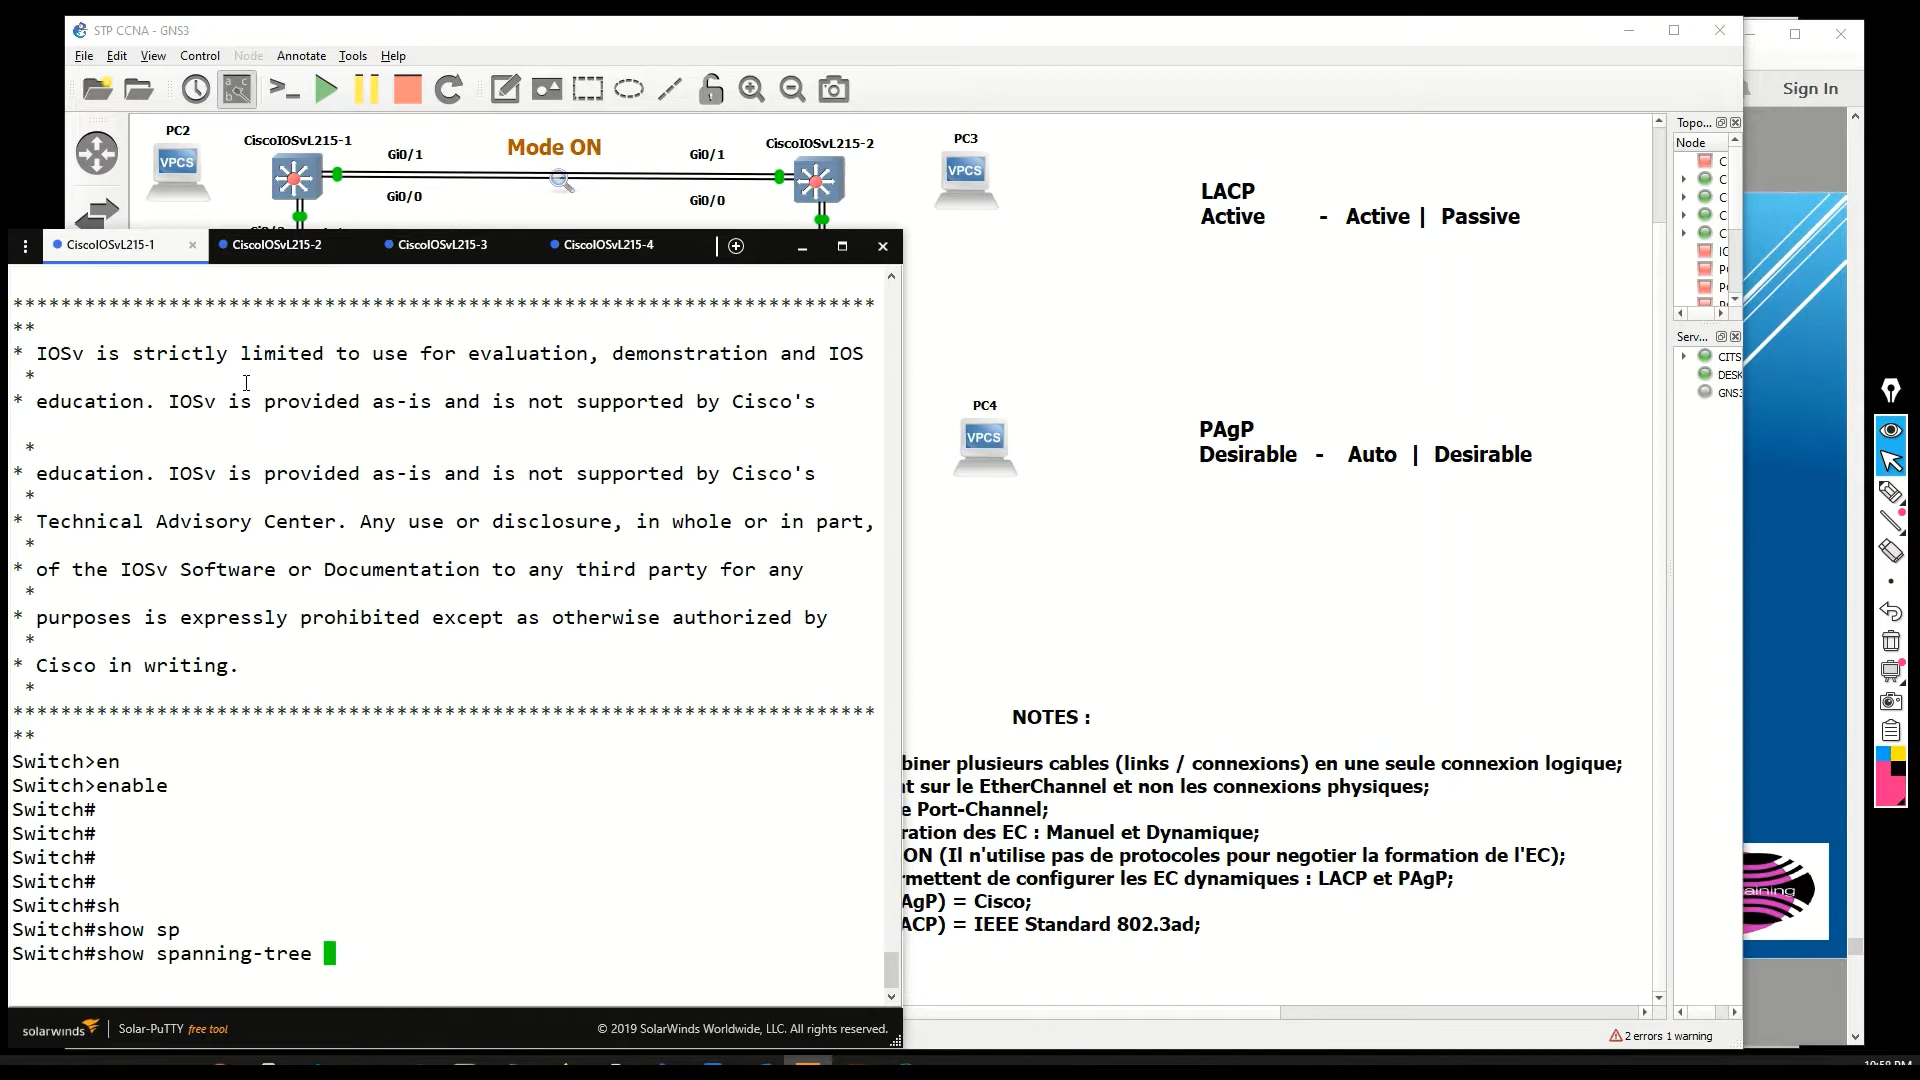 STP CCNA - GNS3
File Edit View Control Node Annotate Tools Help
Sign In
PC2
VPCS
CiscoIOSvL215-1
Gi0/1
Gi0/0
Mode ON
Gi0/1
Gi0/0
CiscoIOSvL215-2
PC3
VPCS
LACP
Active - Active | Passive
Topo...
Node
CiscoIOSvL215-1
CiscoIOSvL215-2
CiscoIOSvL215-3
CiscoIOSvL215-4
*************************************************************************
**
* IOSv is strictly limited to use for evaluation, demonstration and IOS
*
* education. IOSv is provided as-is and is not supported by Cisco's
*
* education. IOSv is provided as-is and is not supported by Cisco's
*
* Technical Advisory Center. Any use or disclosure, in whole or in part,
*
* of the IOSv Software or Documentation to any third party for any
*
* purposes is expressly prohibited except as otherwise authorized by
*
* Cisco in writing.
*
*************************************************************************
**
Switch>en
Switch>enable
Switch#
Switch#
Switch#
Switch#
Switch#sh
Switch#show sp
Switch#show spanning-tree
solarwinds Solar-PuTTY free tool
© 2019 SolarWinds Worldwide, LLC. All rights reserved.
PC4
VPCS
PAgP
Desirable - Auto | Desirable
Serv...
CITS
DESK
GNS3
NOTES :
biner plusieurs cables (links / connexions) en une seule connexion logique;
t sur le EtherChannel et non les connexions physiques;
e Port-Channel;
ration des EC : Manuel et Dynamique;
ON (Il n'utilise pas de protocoles pour negotier la formation de l'EC);
rmettent de configurer les EC dynamiques : LACP et PAgP;
AgP) = Cisco;
ACP) = IEEE Standard 802.3ad;
aining
2 errors 1 warning